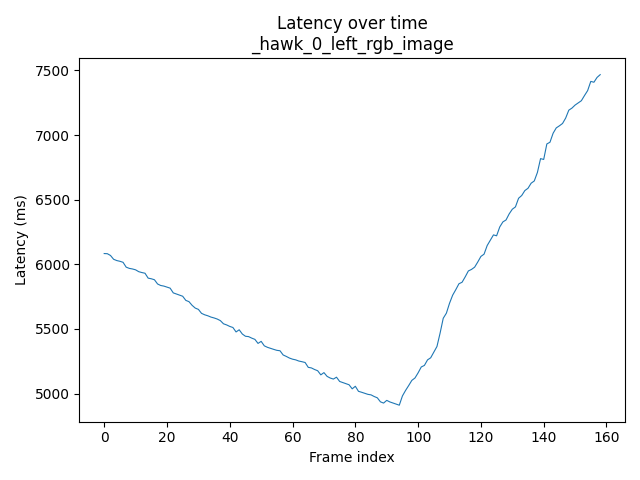 Latency over time
_hawk_0_left_rgb_image
7500
7000
6500
6000
5500
5000
Latency (ms)
0 20 40 60 80 100 120 140 160
Frame index